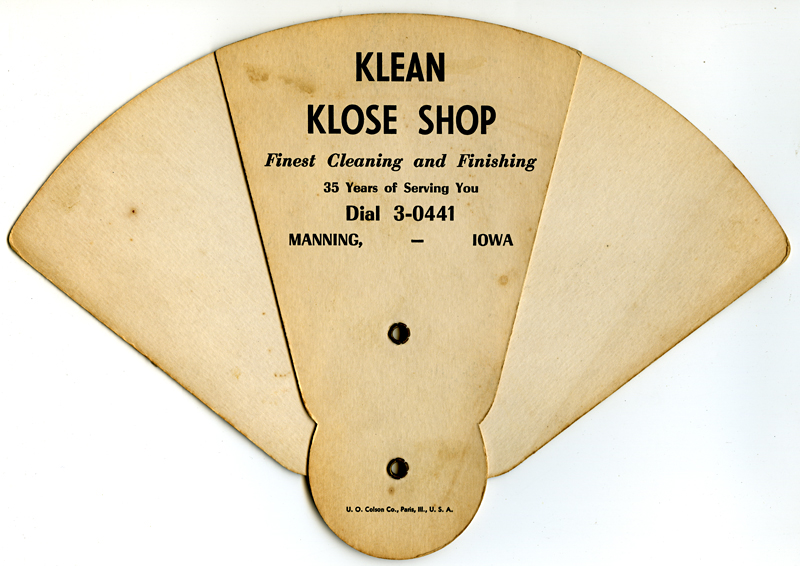 KLEAN
KLOSE SHOP
Finest Cleaning and Finishing
35 Years of Serving You
Dial 3-0441
MANNING, – IOWA
U. O. Colson Co., Paris, Ill., U. S. A.